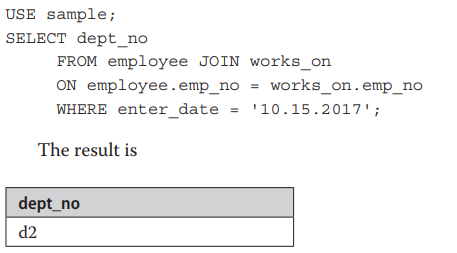 USE sample;
SELECT dept_no
FROM employee JOIN works_on
ON employee.emp_no = works_on.emp_no
WHERE enter_date = '10.15.2017';
The result is
dept_no
d2